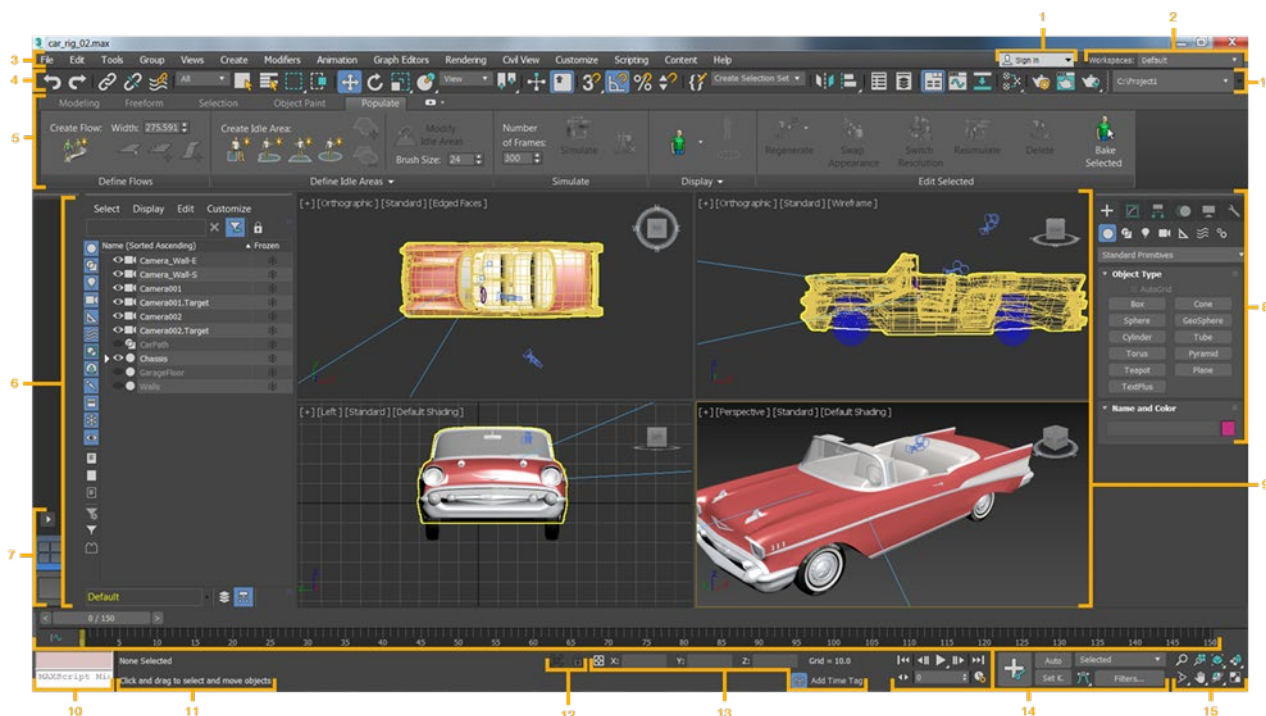 1 2
car_rig_02.max
3 File Edit Tools Group Views Create Modifiers Animation Graph Editors Rendering Civil View Customize Scripting Content Help Sign In Workspaces: Default
4 All View 3 Create Selection Set C:\Project1 1
Modeling Freeform Selection Object Paint Populate
5 Create Flow: Width: 275.591 Create Idle Area: Modify Idle Areas Brush Size: 24 Number of Frames: 300 Simulate Regenerate Swap Appearance Switch Resolution Resimulate Delete Bake Selected
Define Flows Define Idle Areas Simulate Display Edit Selected
Select Display Edit Customize
Name (Sorted Ascending) Frozen
Camera_Wall-E
Camera_Wall-S
Camera001
Camera001.Target
Camera002
Camera002.Target
CarPath
Chassis
GarageFloor
Walls
6
7
Default
[+] [Orthographic ] [Standard ] [Edged Faces ]
[+] [Orthographic ] [Standard ] [Wireframe ]
[+] [Left ] [Standard ] [Default Shading ]
[+] [Perspective ] [Standard ] [Default Shading ]
Standard Primitives
Object Type
AutoGrid
Box Cone
Sphere GeoSphere
Cylinder Tube
Torus Pyramid
Teapot Plane
TextPlus
Name and Color
8
9
0 / 150
5 10 15 20 25 30 35 40 45 50 55 60 65 70 75 80 85 90 95 100 105 110 115 120 125 130 135 140 145 150
None Selected X: Y: Z: Grid = 10.0 Auto Selected
MAXScript Mi Click and drag to select and move objects Add Time Tag 0 Set K. Filters...
10 11 12 13 14 15